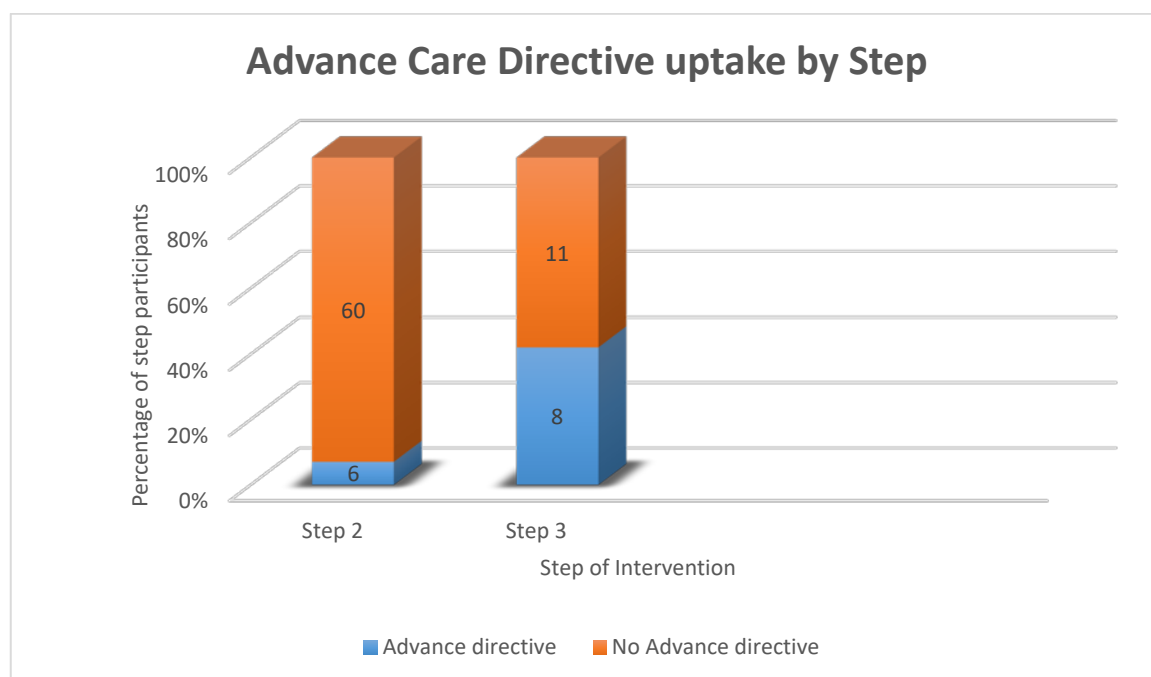 Advance Care Directive uptake by Step
Percentage of step participants
100%
80%
60%
40%
20%
0%
60
6
11
8
Step 2
Step 3
Step of Intervention
Advance directive
No Advance directive